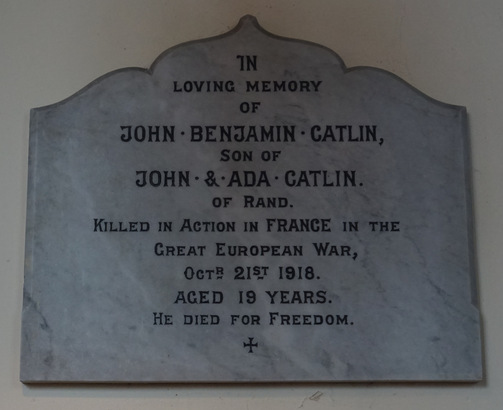 IN
LOVING MEMORY
OF
JOHN · BENJAMIN · CATLIN,
SON OF
JOHN · & · ADA · CATLIN.
OF RAND.
KILLED IN ACTION IN FRANCE IN THE
GREAT EUROPEAN WAR,
OCTR 21ST 1918.
AGED 19 YEARS.
HE DIED FOR FREEDOM.